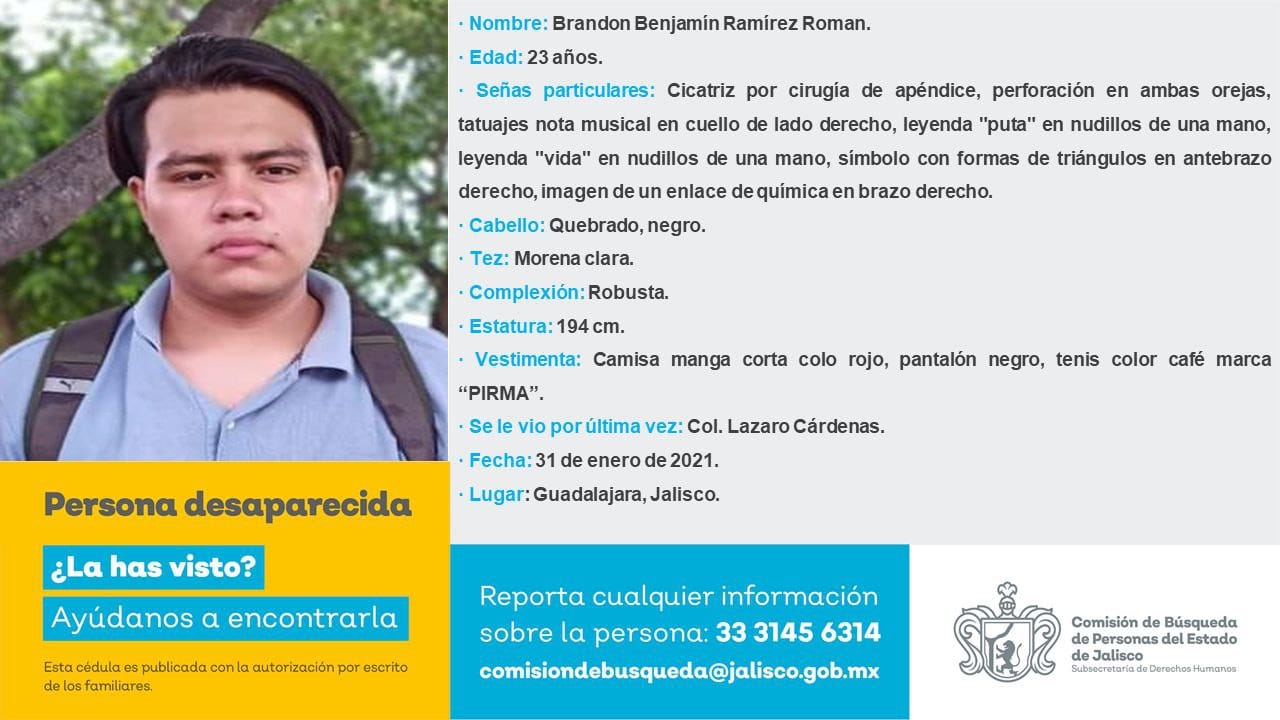 · Nombre: Brandon Benjamín Ramírez Roman.
· Edad: 23 años.
· Señas particulares: Cicatriz por cirugía de apéndice, perforación en ambas orejas,
tatuajes nota musical en cuello de lado derecho, leyenda "puta" en nudillos de una mano,
leyenda "vida" en nudillos de una mano, símbolo con formas de triángulos en antebrazo
derecho, imagen de un enlace de química en brazo derecho.
· Cabello: Quebrado, negro.
· Tez: Morena clara.
· Complexión: Robusta.
· Estatura: 194 cm.
· Vestimenta: Camisa manga corta colo rojo, pantalón negro, tenis color café marca
“PIRMA”.
· Se le vio por última vez: Col. Lazaro Cárdenas.
· Fecha: 31 de enero de 2021.
· Lugar: Guadalajara, Jalisco.
Persona desaparecida
¿La has visto?
Ayúdanos a encontrarla
Esta cédula es publicada con la autorización por escrito
de los familiares.
Reporta cualquier información
sobre la persona: 33 3145 6314
comisiondebusqueda@jalisco.gob.mx
Comisión de Búsqueda
de Personas del Estado
de Jalisco
Subsecretaría de Derechos Humanos